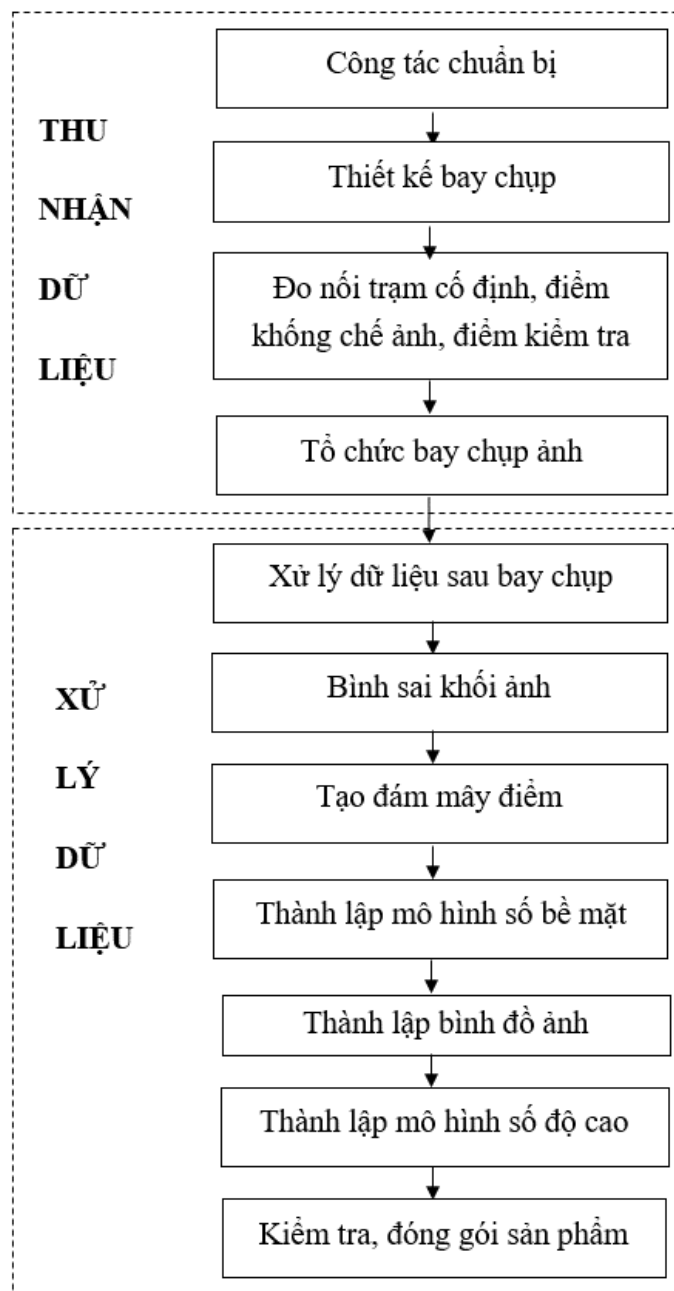 THU
NHẬN
DỮ
LIỆU
Công tác chuẩn bị
Thiết kế bay chụp
Đo nối trạm cố định, điểm
khống chế ảnh, điểm kiểm tra
Tổ chức bay chụp ảnh
XỬ
LÝ
DỮ
LIỆU
Xử lý dữ liệu sau bay chụp
Bình sai khối ảnh
Tạo đám mây điểm
Thành lập mô hình số bề mặt
Thành lập bình đồ ảnh
Thành lập mô hình số độ cao
Kiểm tra, đóng gói sản phẩm